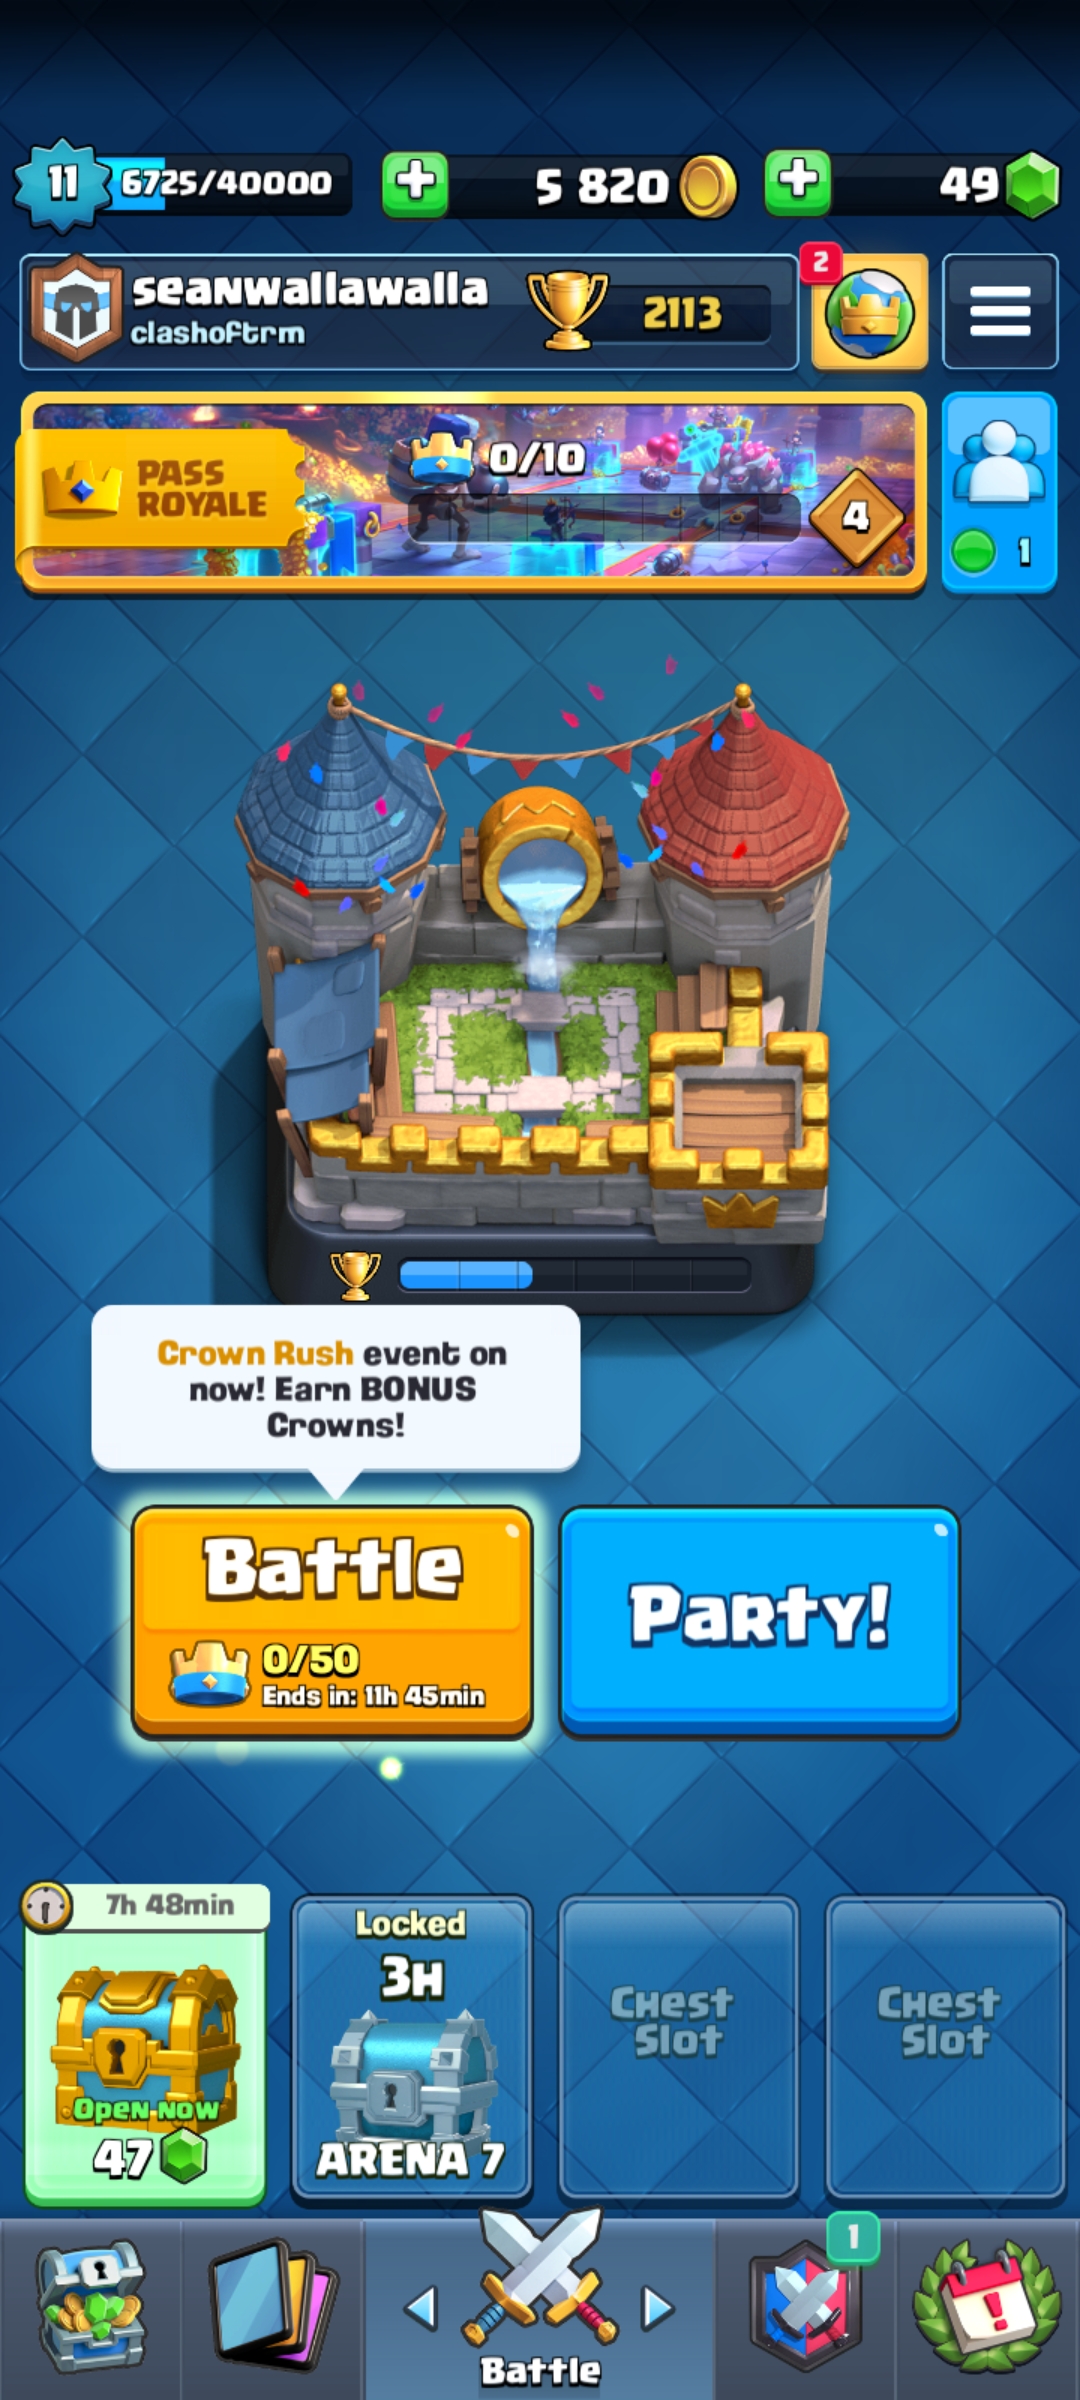 11
6725/40000
5 820
49
seanwallawalla
clashoftrm
2113
2
PASS
ROYALE
0/10
4
1
Crown Rush event on
now! Earn BONUS
Crowns!
Battle
0/50
Ends in: 11h 45min
Party!
7h 48min
Open now
47
Locked
3H
ARENA 7
Chest
Slot
Chest
Slot
1
Battle